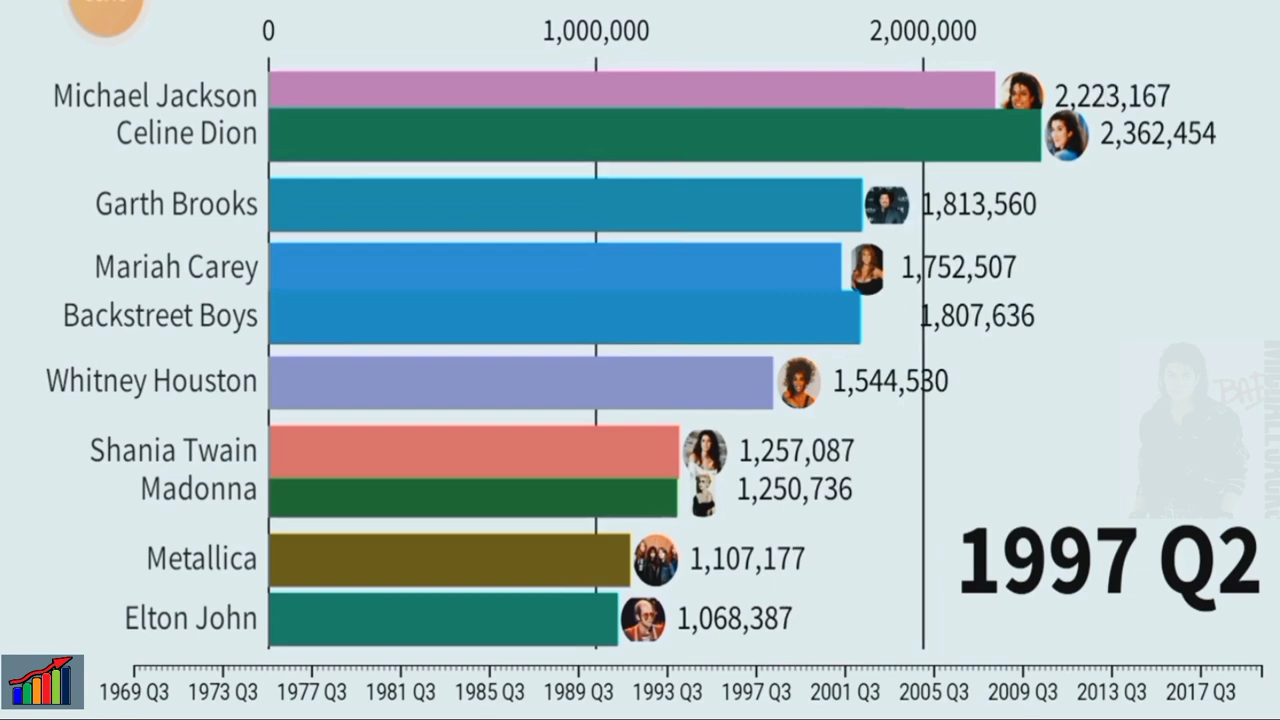 0 1,000,000 2,000,000
Michael Jackson 2,223,167
Celine Dion 2,362,454
Garth Brooks 1,813,560
Mariah Carey 1,752,507
Backstreet Boys 1,807,636
Whitney Houston 1,544,530
BAD
Shania Twain 1,257,087
Madonna 1,250,736
Metallica 1,107,177
1997 Q2
Elton John 1,068,387
1969 Q3 1973 Q3 1977 Q3 1981 Q3 1985 Q3 1989 Q3 1993 Q3 1997 Q3 2001 Q3 2005 Q3 2009 Q3 2013 Q3 2017 Q3